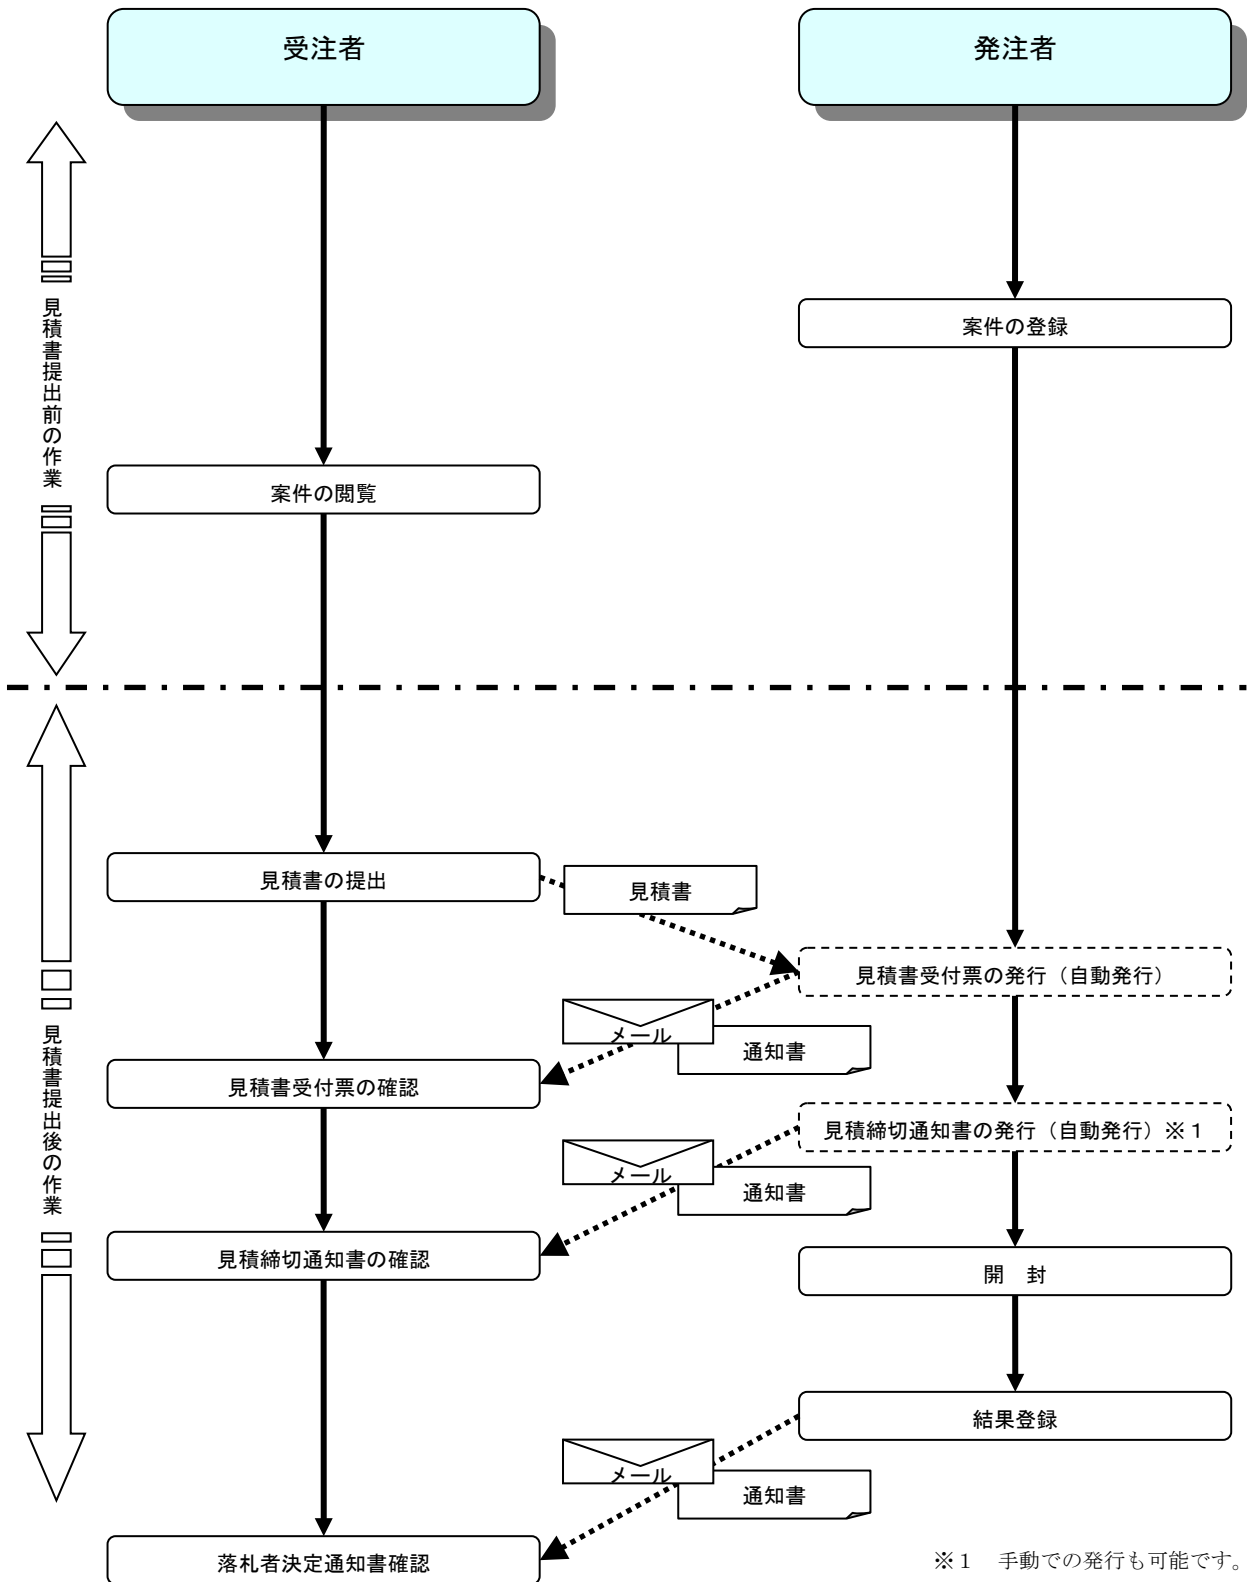 受注者
発注者
案件の登録
見積書提出前の作業
案件の閲覧
見積書の提出
見積書
見積書受付票の発行（自動発行）
メール
通知書
見積書受付票の確認
見積書提出後の作業
見積締切通知書の発行（自動発行）※１
メール
通知書
見積締切通知書の確認
開　封
結果登録
メール
通知書
落札者決定通知書確認
※１　手動での発行も可能です。